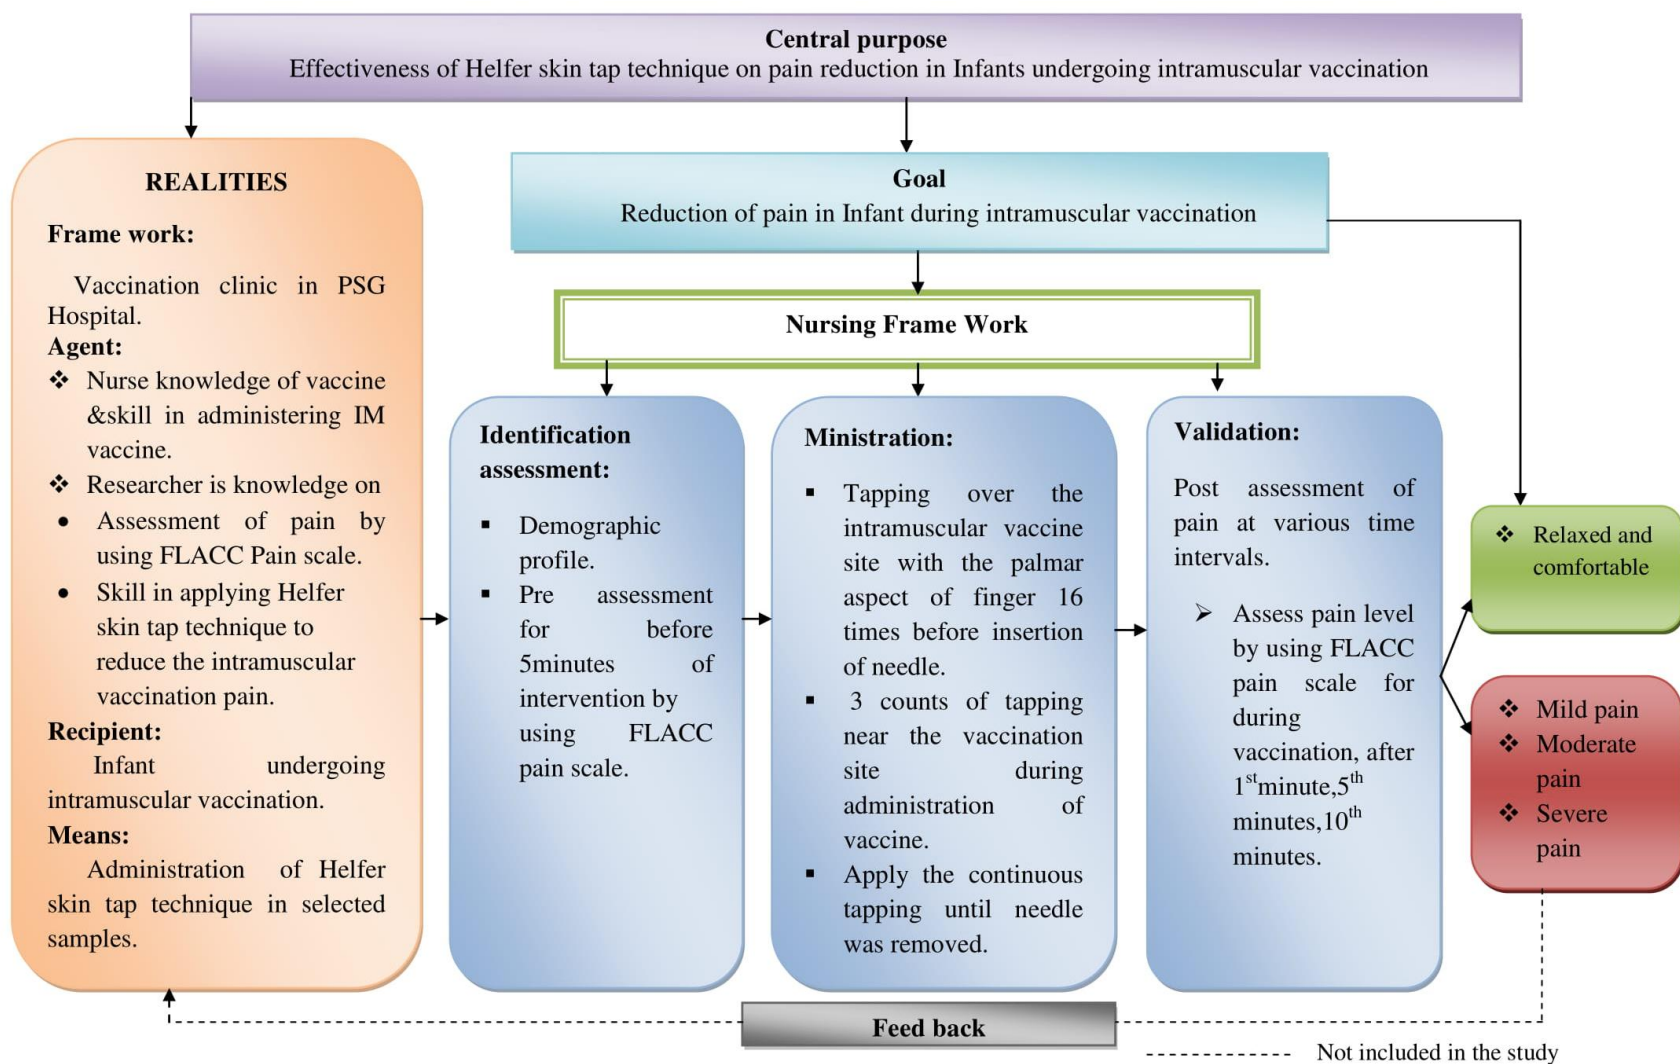 Central purpose
Effectiveness of Helfer skin tap technique on pain reduction in Infants undergoing intramuscular vaccination
REALITIES
Frame work:
Vaccination clinic in PSG
Hospital.
Agent:
❖ Nurse knowledge of vaccine
&skill in administering IM
vaccine.
❖ Researcher is knowledge on
• Assessment of pain by
using FLACC Pain scale.
• Skill in applying Helfer
skin tap technique to
reduce the intramuscular
vaccination pain.
Recipient:
Infant undergoing
intramuscular vaccination.
Means:
Administration of Helfer
skin tap technique in selected
samples.
Goal
Reduction of pain in Infant during intramuscular vaccination
Nursing Frame Work
Identification
assessment:
▪ Demographic
profile.
▪ Pre assessment
for before
5minutes of
intervention by
using FLACC
pain scale.
Ministration:
▪ Tapping over the
intramuscular vaccine
site with the palmar
aspect of finger 16
times before insertion
of needle.
▪ 3 counts of tapping
near the vaccination
site during
administration of
vaccine.
▪ Apply the continuous
tapping until needle
was removed.
Validation:
Post assessment of
pain at various time
intervals.
➢ Assess pain level
by using FLACC
pain scale for
during
vaccination, after
1st minute,5th
minutes,10th
minutes.
❖ Relaxed and
comfortable
❖ Mild pain
❖ Moderate
pain
❖ Severe
pain
Feed back
Not included in the study